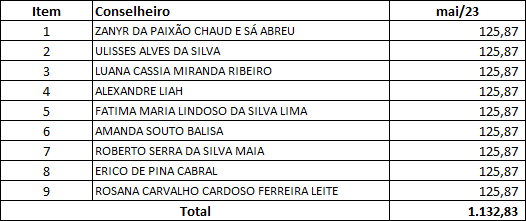 Item Conselheiro mai/23
1 ZANYR DA PAIXÃO CHAUD E SÁ ABREU 125,87
2 ULISSES ALVES DA SILVA 125,87
3 LUANA CASSIA MIRANDA RIBEIRO 125,87
4 ALEXANDRE LIAH 125,87
5 FATIMA MARIA LINDOSO DA SILVA LIMA 125,87
6 AMANDA SOUTO BALISA 125,87
7 ROBERTO SERRA DA SILVA MAIA 125,87
8 ERICO DE PINA CABRAL 125,87
9 ROSANA CARVALHO CARDOSO FERREIRA LEITE 125,87
Total 1.132,83